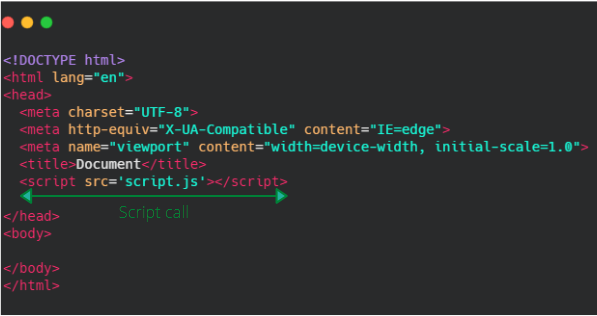 <!DOCTYPE html>
<html lang="en">
<head>
<meta charset="UTF-8">
<meta http-equiv="X-UA-Compatible" content="IE=edge">
<meta name="viewport" content="width=device-width, initial-scale=1.0">
<title>Document</title>
<script src='script.js'></script>
Script call
</head>
<body>
</body>
</html>